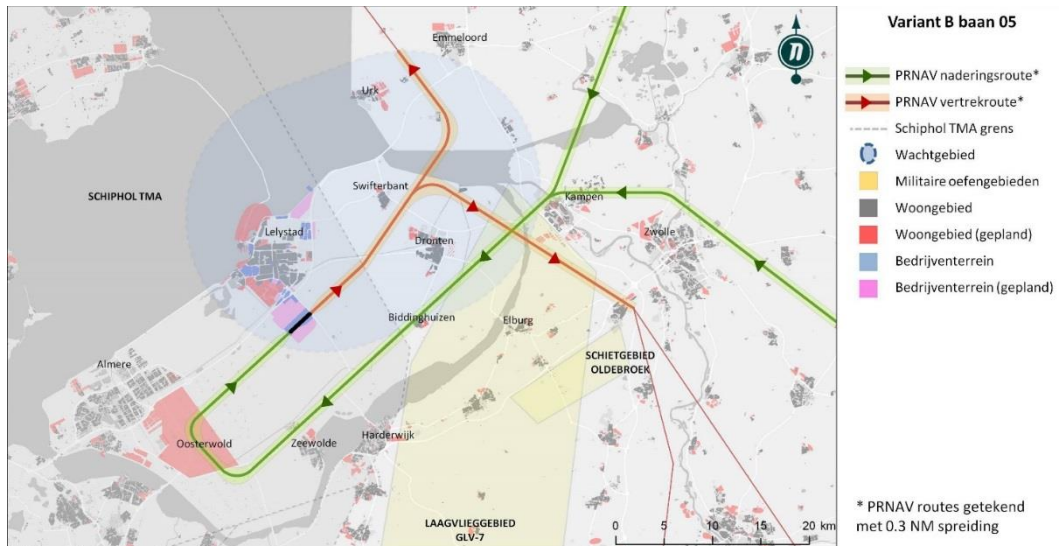 Variant B baan 05
PRNAV naderingsroute*
PRNAV vertrekroute*
Schiphol TMA grens
Wachtgebied
Militaire oefengebieden
Woongebied
Woongebied (gepland)
Bedrijventerrein
Bedrijventerrein (gepland)
Emmeloord
Urk
SCHIPHOL TMA
Swifterbant
Kampen
Lelystad
Dronten
Zwolle
Biddinghuizen
Elburg
Almere
SCHIETGEBIED
OLDEBROEK
Oosterwold
Zeewolde
Harderwijk
LAAGVLIEGGEBIED
GLV-7
0 5 10 15 20 km
* PRNAV routes getekend
met 0.3 NM spreiding